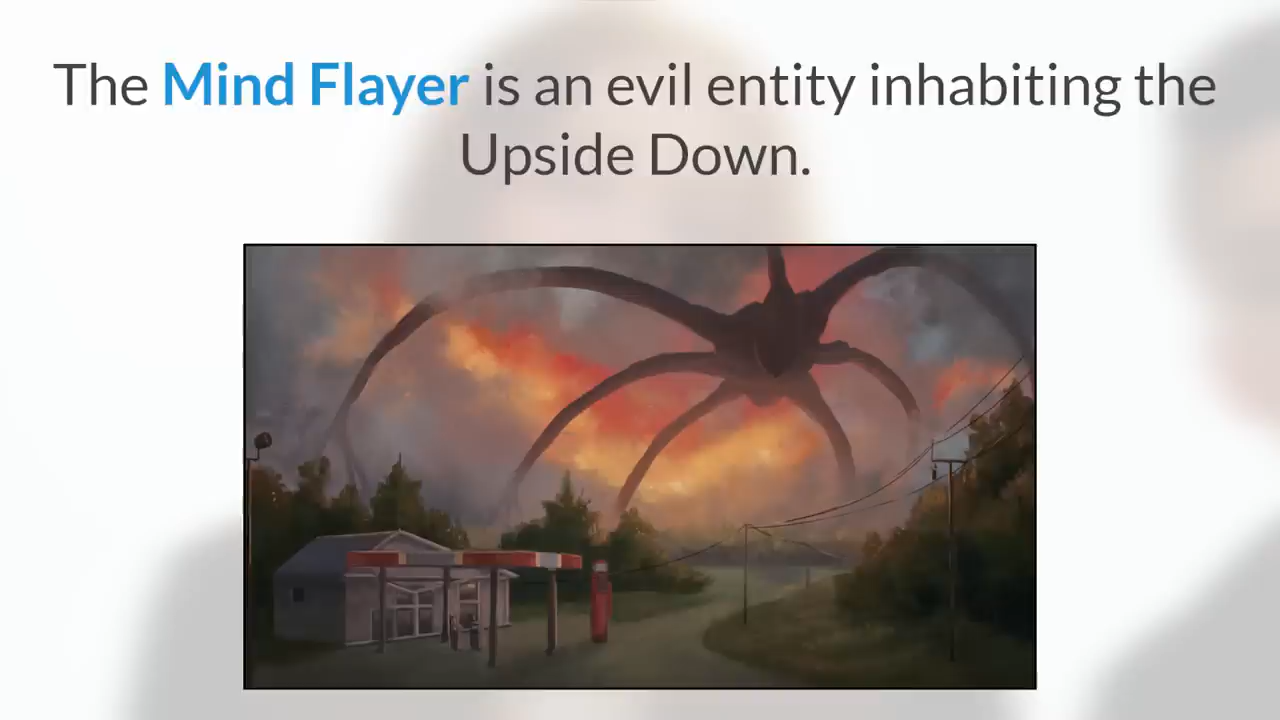 The Mind Flayer is an evil entity inhabiting the
Upside Down.